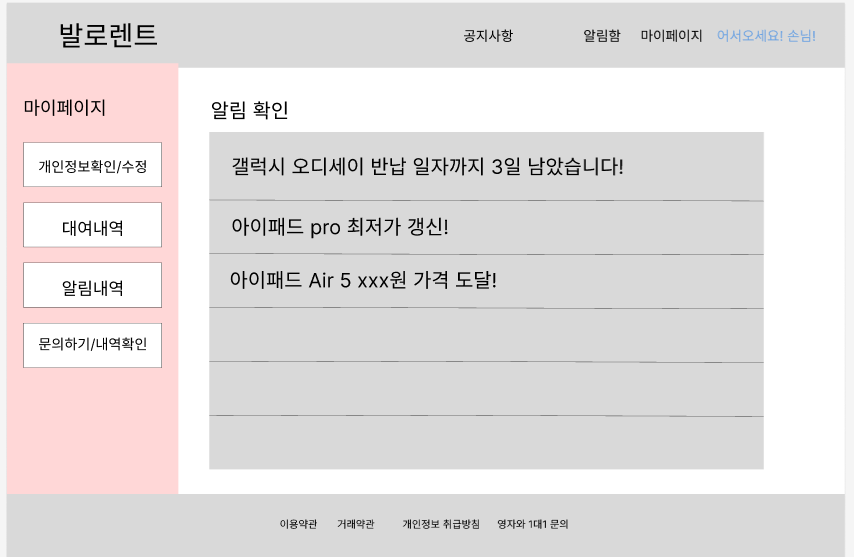 발로렌트
공지사항 알림함 마이페이지 어서오세요! 손님!
마이페이지
개인정보확인/수정
대여내역
알림내역
문의하기/내역확인
알림 확인
갤럭시 오디세이 반납 일자까지 3일 남았습니다!
아이패드 pro 최저가 갱신!
아이패드 Air 5 xxx원 가격 도달!
이용약관 거래약관 개인정보 취급방침 영자와 1대1 문의